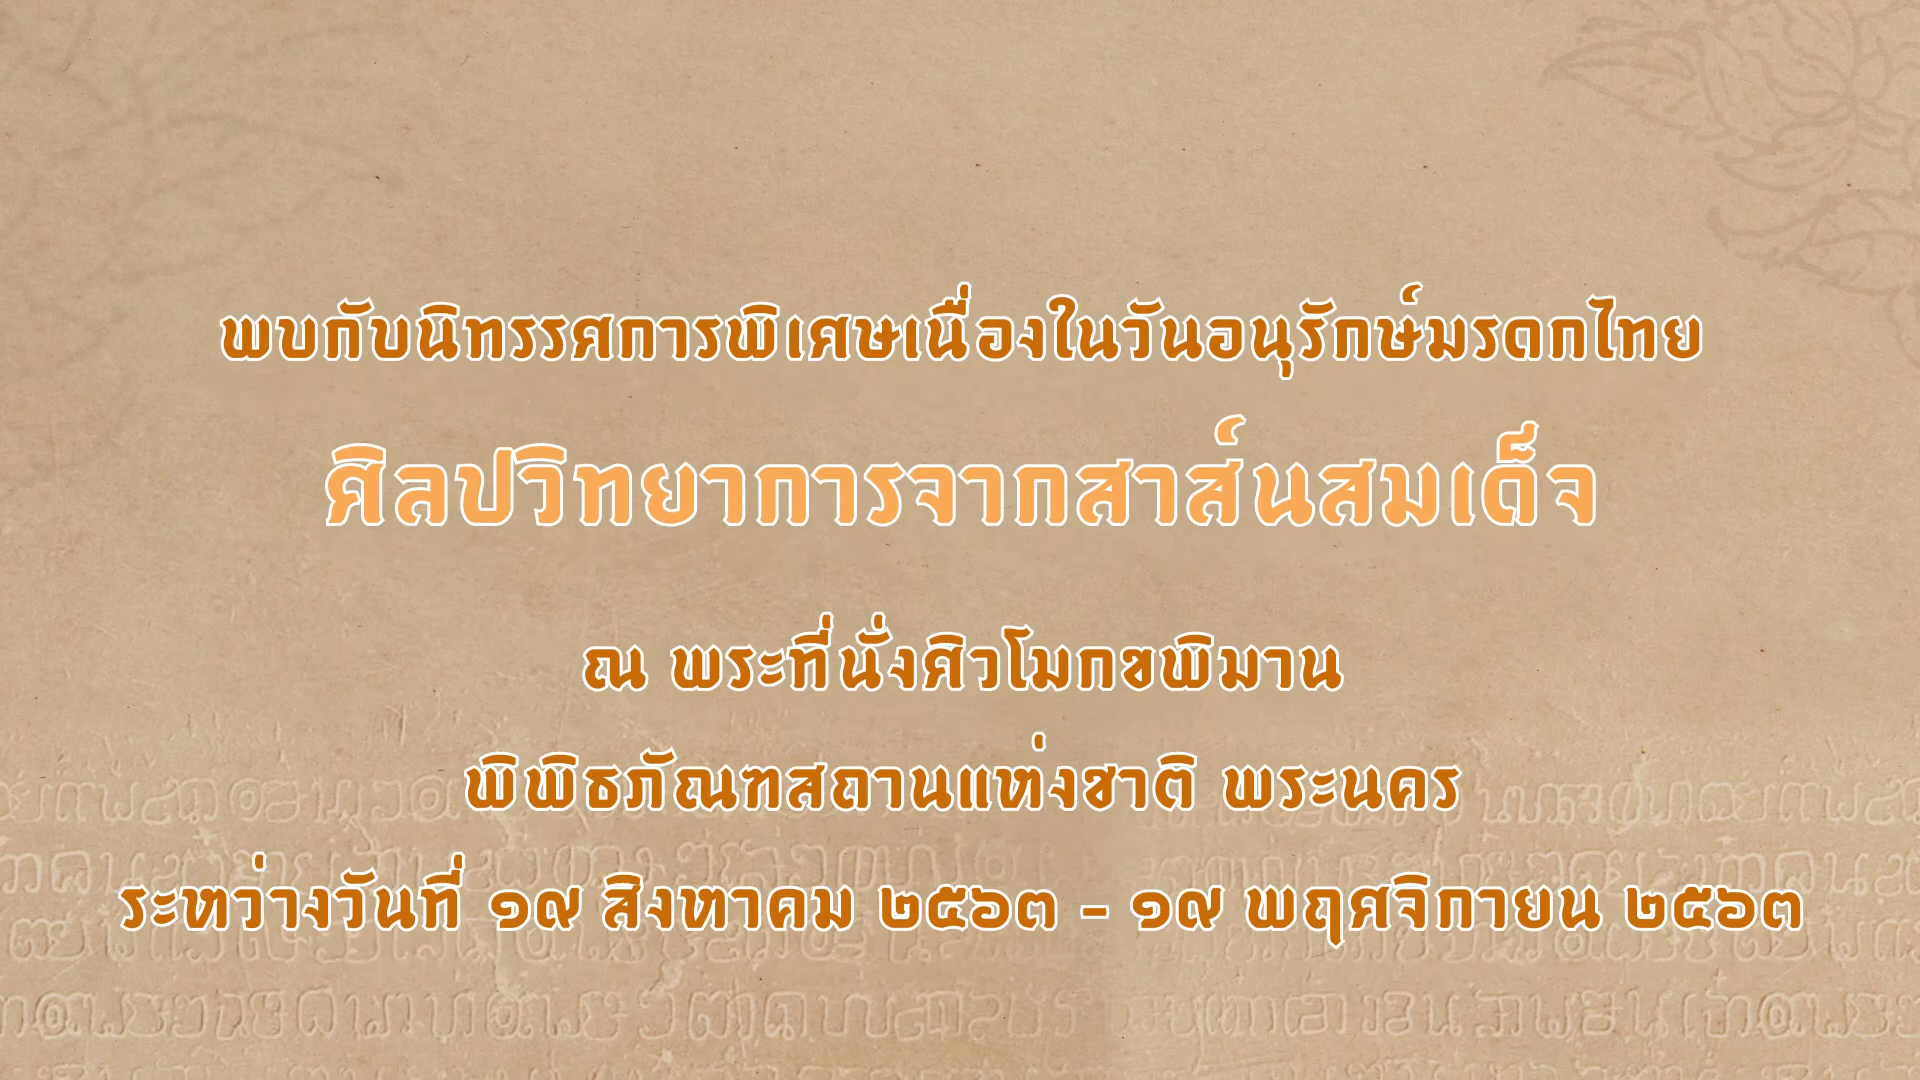 พบกับนิทรรศการพิเศษเนื่องในวันอนุรักษ์มรดกไทย
ศิลปวิทยาการจากสาส์นสมเด็จ
ณ พระที่นั่งศิวโมกขพิมาน
พิพิธภัณฑสถานแห่งชาติ พระนคร
ระหว่างวันที่ ๑๙ สิงหาคม ๒๕๖๓ - ๑๙ พฤศจิกายน ๒๕๖๓